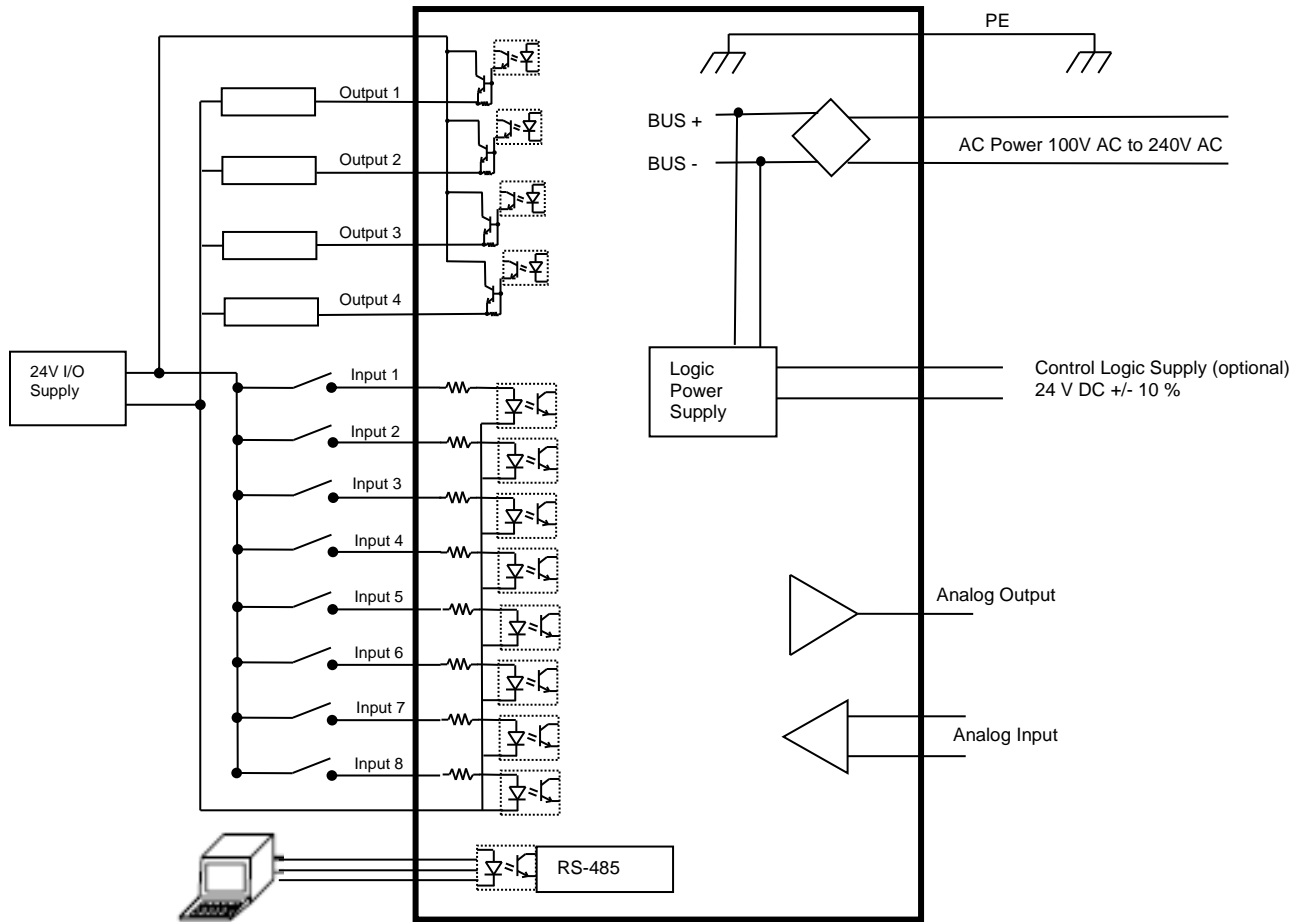 PE
Output 1
BUS +
AC Power 100V AC to 240V AC
Output 2
BUS -
Output 3
Output 4
24V I/O
Supply
Input 1
Logic
Power
Supply
Control Logic Supply (optional)
24 V DC +/- 10 %
Input 2
Input 3
Input 4
Input 5
Analog Output
Input 6
Input 7
Analog Input
Input 8
RS-485